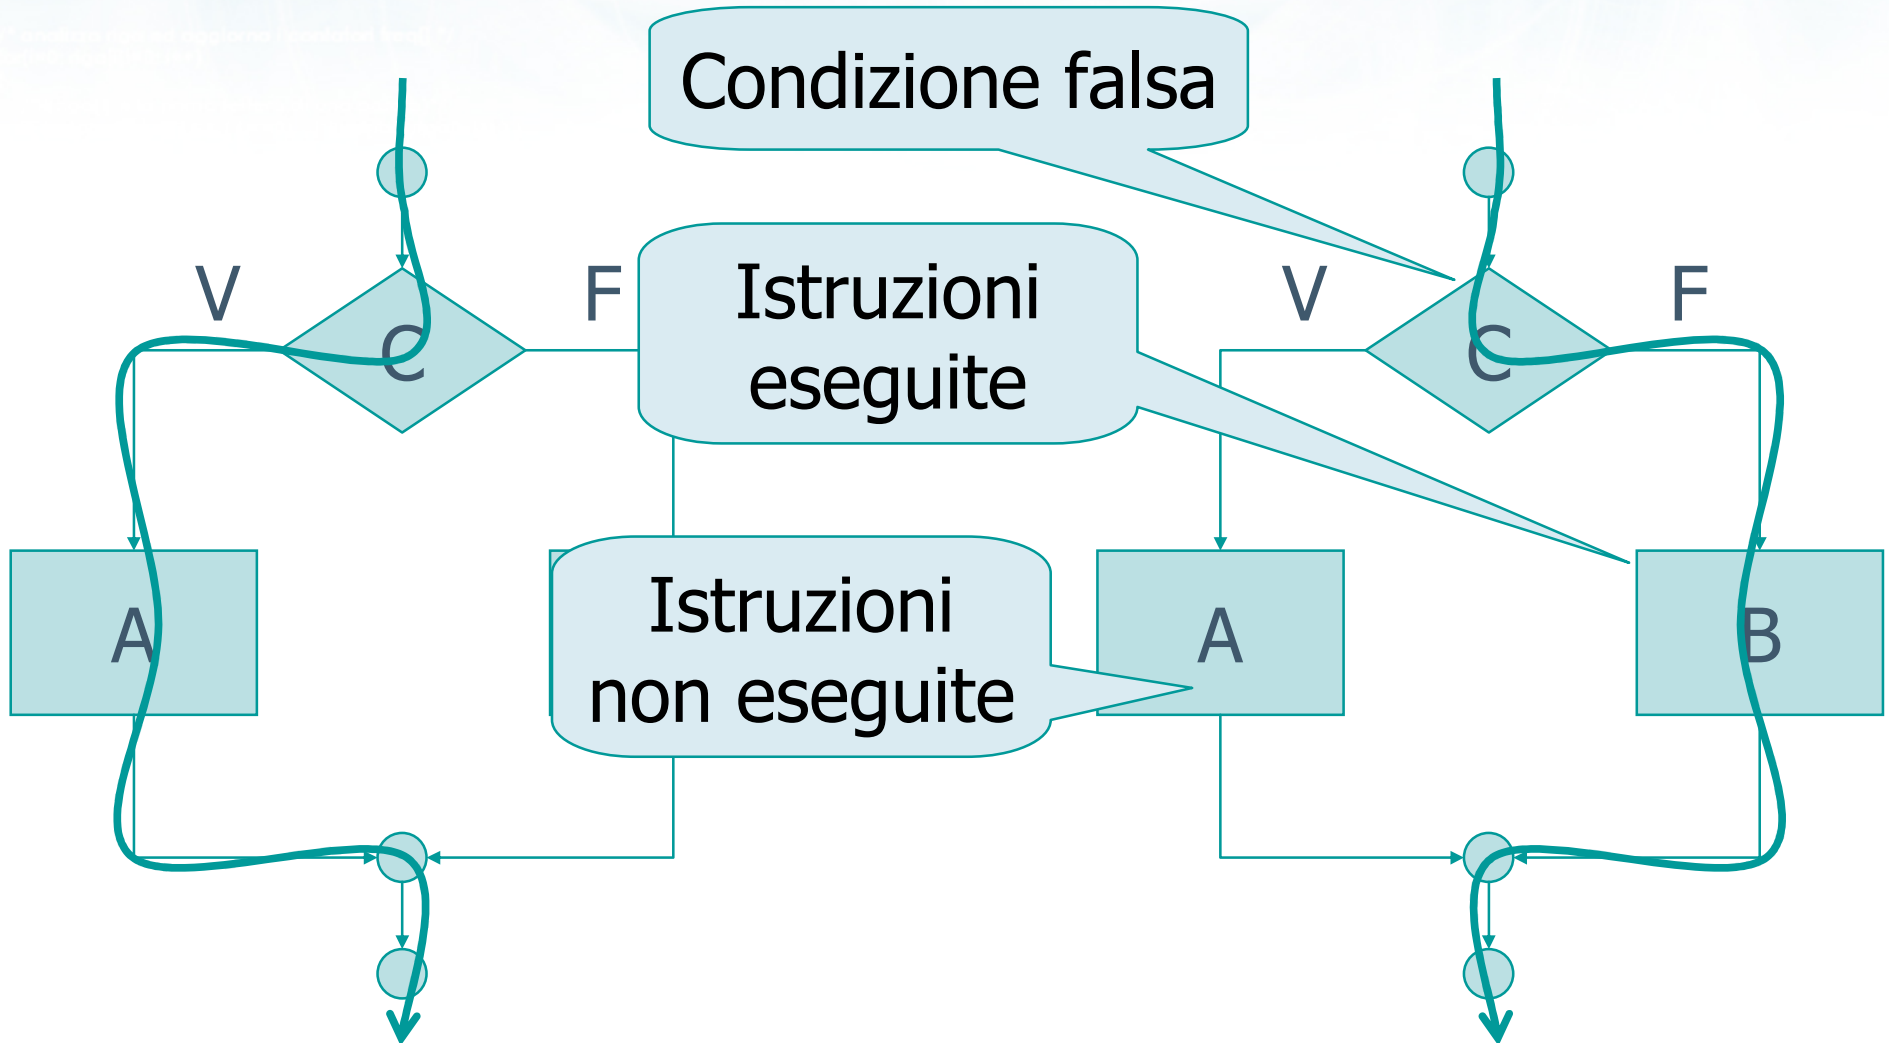 Condizione falsa
V
F
C
Istruzioni
eseguite
V
F
C
A
Istruzioni
non eseguite
A
B